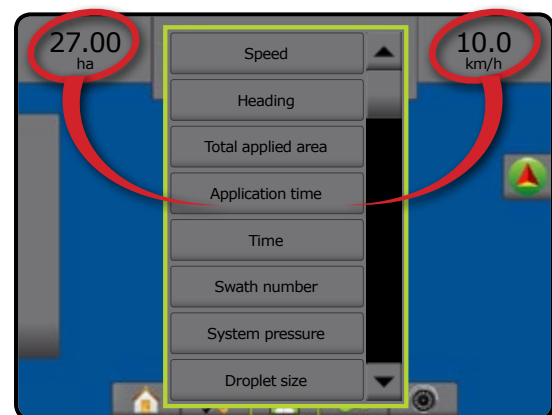 27.00
ha
10.0
km/h
Speed
Heading
Total applied area
Application time
Time
Swath number
System pressure
Droplet size